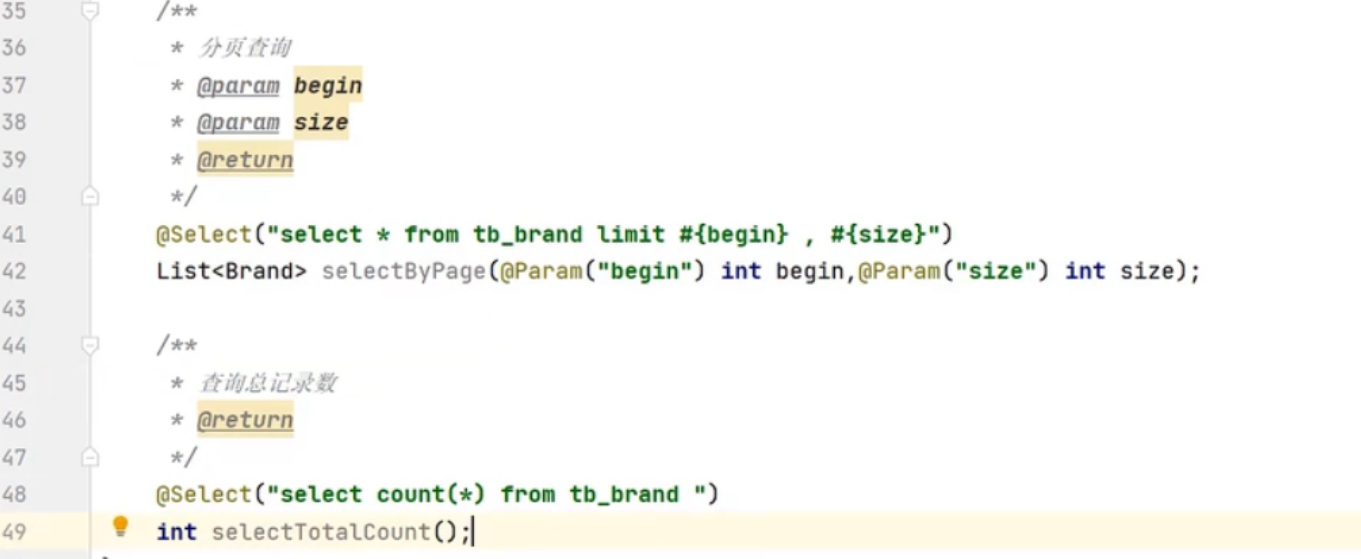 35 /**
36 * 分页查询
37 * @param begin
38 * @param size
39 * @return
40 */
41 @Select("select * from tb_brand limit #{begin} , #{size}")
42 List<Brand> selectByPage(@Param("begin") int begin,@Param("size") int size);
43
44 /**
45 * 查询总记录数
46 * @return
47 */
48 @Select("select count(*) from tb_brand ")
49 int selectTotalCount();